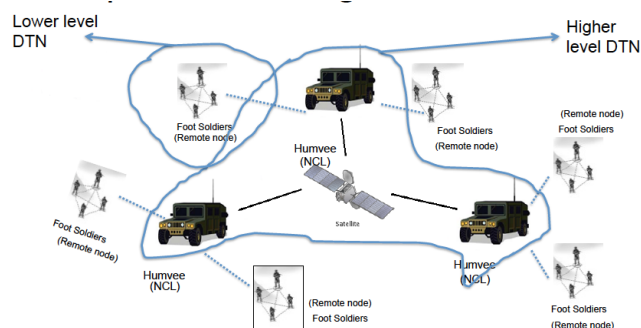 Lower level
DTN
Higher
level DTN
Foot Soldiers
(Remote node)
Foot Soldiers
(Remote node)
(Remote node)
Foot Soldiers
Humvee
(NCL)
Satellite
Foot Soldiers
(Remote node)
Humvee
(NCL)
Humvee
(NCL)
(Remote node)
Foot Soldiers
Foot Soldiers
(Remote node)